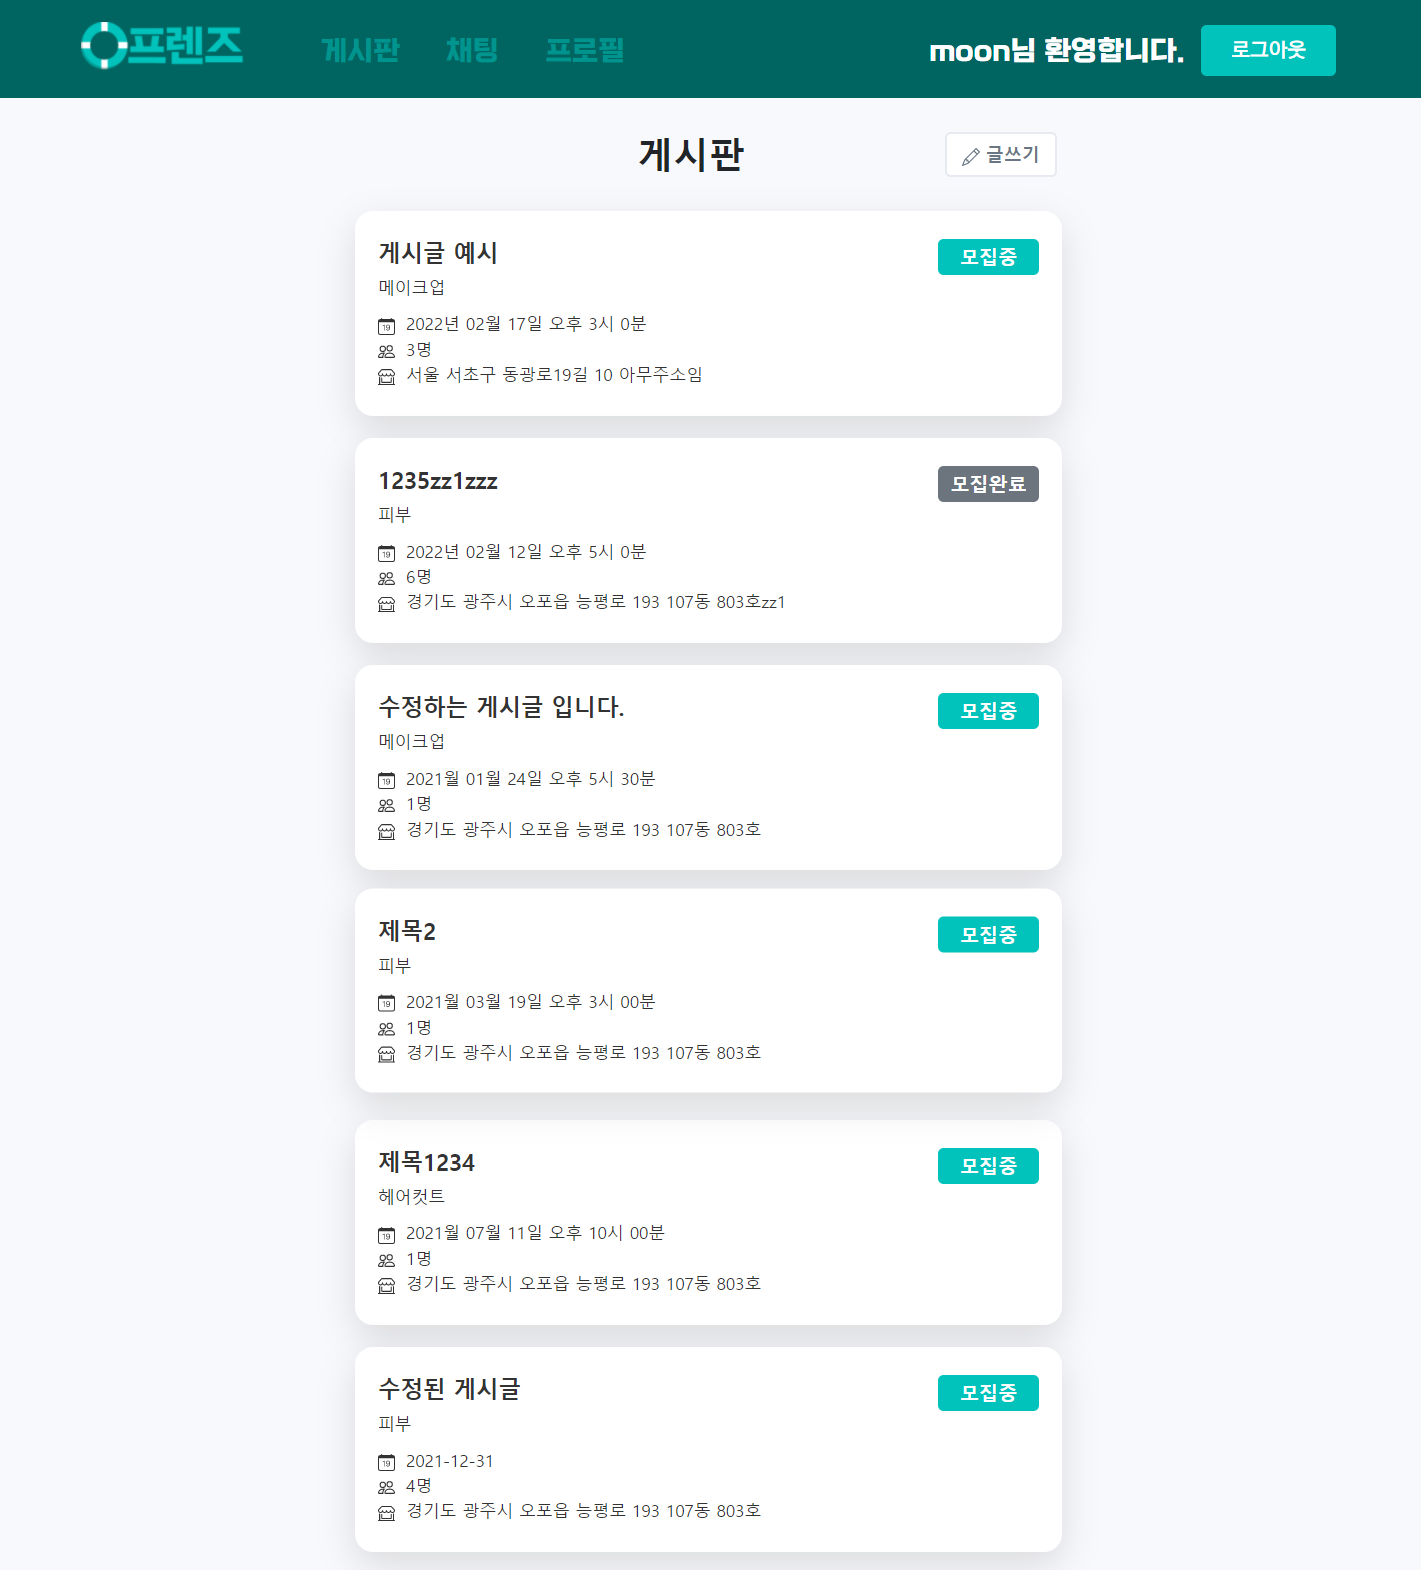 프렌즈 게시판 채팅 프로필 moon님 환영합니다. 로그아웃
게시판 글쓰기
게시글 예시 모집중
메이크업
19 2022년 02월 17일 오후 3시 0분
3명
서울 서초구 동광로19길 10 아무주소임
1235zz1zzz 모집완료
피부
19 2022년 02월 12일 오후 5시 0분
6명
경기도 광주시 오포읍 능평로 193 107동 803호zz1
수정하는 게시글 입니다. 모집중
메이크업
19 2021월 01월 24일 오후 5시 30분
1명
경기도 광주시 오포읍 능평로 193 107동 803호
제목2 모집중
피부
19 2021월 03월 19일 오후 3시 00분
1명
경기도 광주시 오포읍 능평로 193 107동 803호
제목1234 모집중
헤어컷트
19 2021월 07월 11일 오후 10시 00분
1명
경기도 광주시 오포읍 능평로 193 107동 803호
수정된 게시글 모집중
피부
19 2021-12-31
4명
경기도 광주시 오포읍 능평로 193 107동 803호